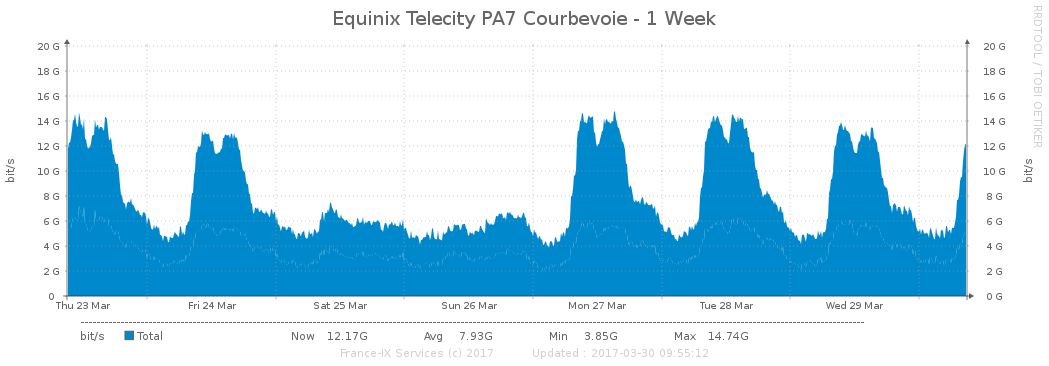 Equinix Telecity PA7 Courbevoie - 1 Week
RRDTOOL / TOBI OETIKER
bit/s
20 G
18 G
16 G
14 G
12 G
10 G
8 G
6 G
4 G
2 G
0
20 G
18 G
16 G
14 G
12 G
10 G
8 G
6 G
4 G
2 G
0 G
bit/s
Thu 23 Mar Fri 24 Mar Sat 25 Mar Sun 26 Mar Mon 27 Mar Tue 28 Mar Wed 29 Mar
bit/s Total Now 12.17G Avg 7.93G Min 3.85G Max 14.74G
France-IX Services (c) 2017 Updated : 2017-03-30 09:55:12